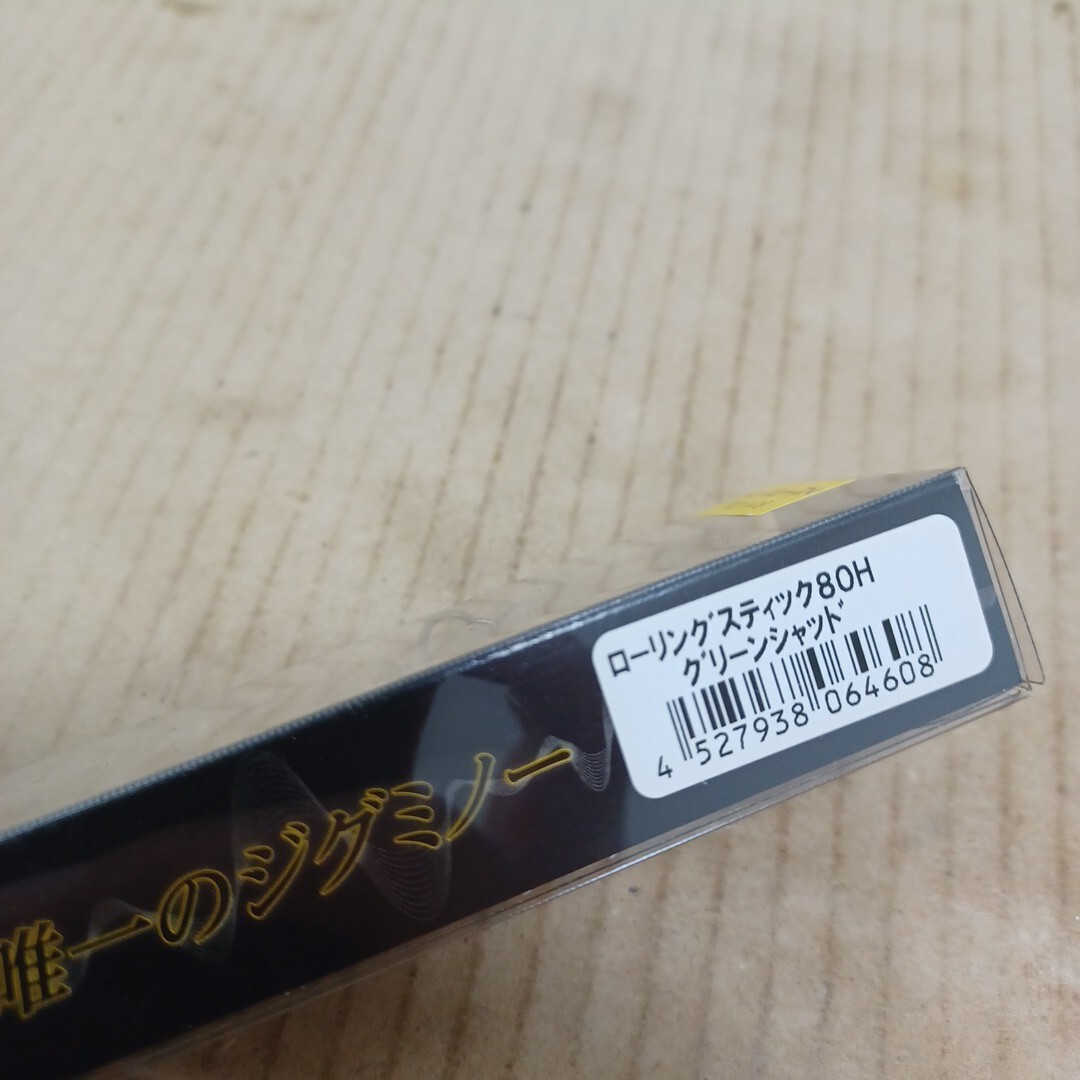 ローリングスティック80H
グリーンシャッド
4 527938 064608
唯一のジグミノー